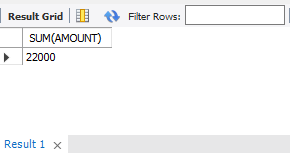 Result Grid Filter Rows:
SUM(AMOUNT)
22000
Result 1